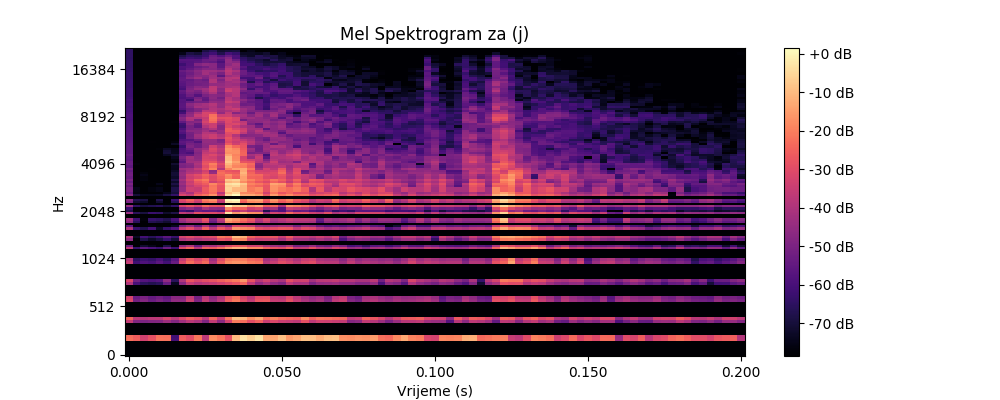 Mel Spektrogram za (j)
16384
8192
4096
2048
1024
512
0
Hz
0.000
0.050
0.100
0.150
0.200
Vrijeme (s)
+0 dB
-10 dB
-20 dB
-30 dB
-40 dB
-50 dB
-60 dB
-70 dB